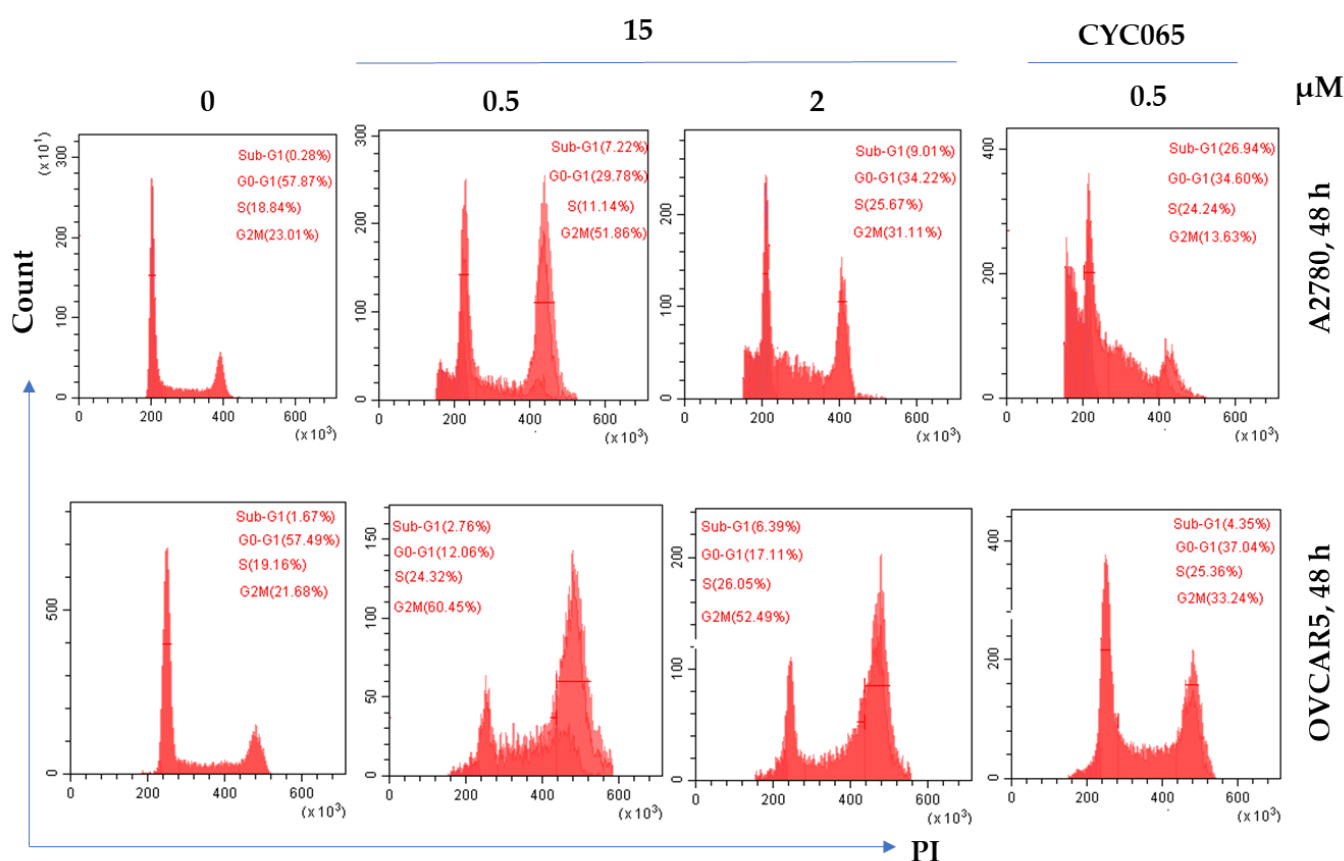 15
CYC065
0
0.5
2
0.5
µM
(x 10¹)
300
200
100
0
Sub-G1(0.28%)
G0-G1(57.87%)
S(18.84%)
G2M(23.01%)
0
200
400
600
(x 10³)
300
200
100
0
Sub-G1(7.22%)
G0-G1(29.78%)
S(11.14%)
G2M(51.86%)
0
200
400
600
(x 10³)
200
100
0
Sub-G1(9.01%)
G0-G1(34.22%)
S(25.67%)
G2M(31.11%)
0
200
400
600
(x 10³)
400
200
0
Sub-G1(26.94%)
G0-G1(34.60%)
S(24.24%)
G2M(13.63%)
0
200
400
600
(x 10³)
A2780, 48 h
Count
500
0
Sub-G1(1.67%)
G0-G1(57.49%)
S(19.16%)
G2M(21.68%)
0
200
400
600
(x 10³)
150
100
50
0
Sub-G1(2.76%)
G0-G1(12.06%)
S(24.32%)
G2M(60.45%)
0
200
400
600
(x 10³)
200
100
0
Sub-G1(6.39%)
G0-G1(17.11%)
S(26.05%)
G2M(52.49%)
0
200
400
600
(x 10³)
400
200
0
Sub-G1(4.35%)
G0-G1(37.04%)
S(25.36%)
G2M(33.24%)
0
200
400
600
(x 10³)
OVCAR5, 48 h
PI